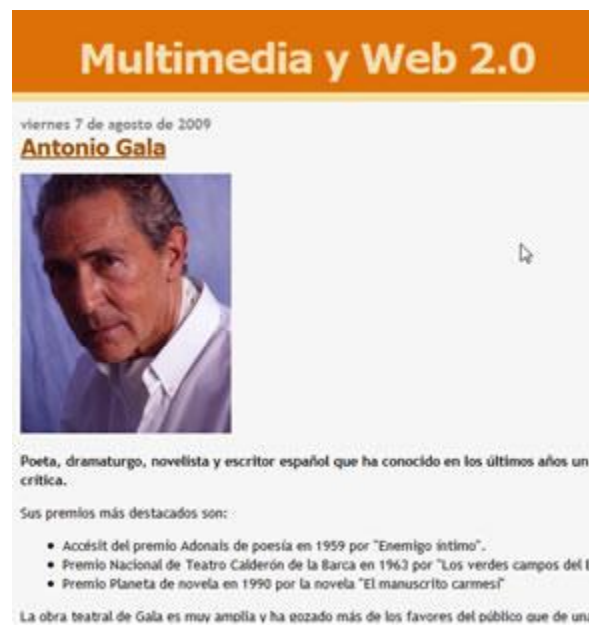 Multimedia y Web 2.0
viernes 7 de agosto de 2009
Antonio Gala
Poeta, dramaturgo, novelista y escritor español que ha conocido en los últimos años un
crítica.
Sus premios más destacados son:
• Accésit del premio Adonais de poesía en 1959 por "Enemigo íntimo".
• Premio Nacional de Teatro Calderón de la Barca en 1963 por "Los verdes campos del
• Premio Planeta de novela en 1990 por la novela "El manuscrito carmesí"
La obra teatral de Gala es muy amplia y ha gozado más de los favores del público que de